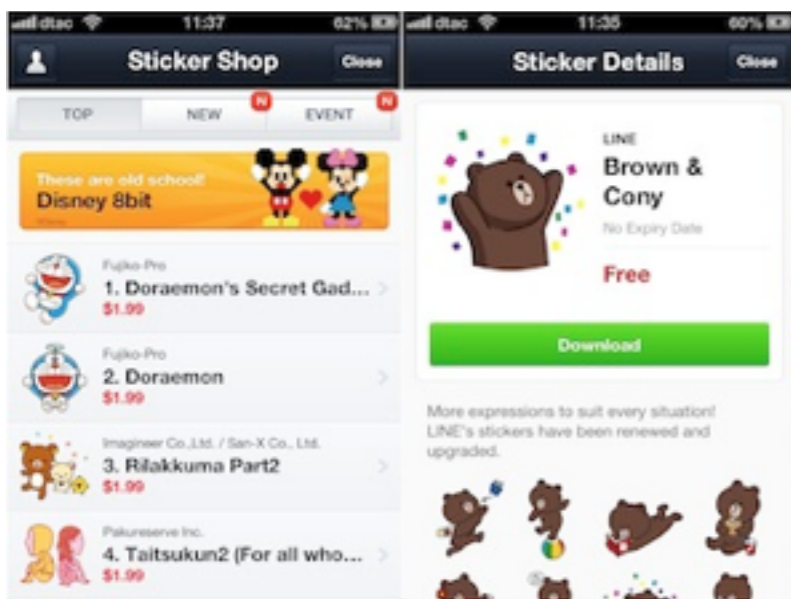 dtac 11:37 62%
Sticker Shop
Close
TOP
NEW
N
EVENT
N
These are old school!
Disney 8bit
Fujiko-Pro
1. Doraemon's Secret Gad...
$1.99
Fujiko-Pro
2. Doraemon
$1.99
Imagineer Co.,Ltd. / San-X Co., Ltd.
3. Rilakkuma Part2
$1.99
Pakureserve Inc.
4. Taitsukun2 (For all who...
$1.99
dtac 11:35 60%
Sticker Details
Close
LINE
Brown &
Cony
No Expiry Date
Free
Download
More expressions to suit every situation!
LINE's stickers have been renewed and
upgraded.